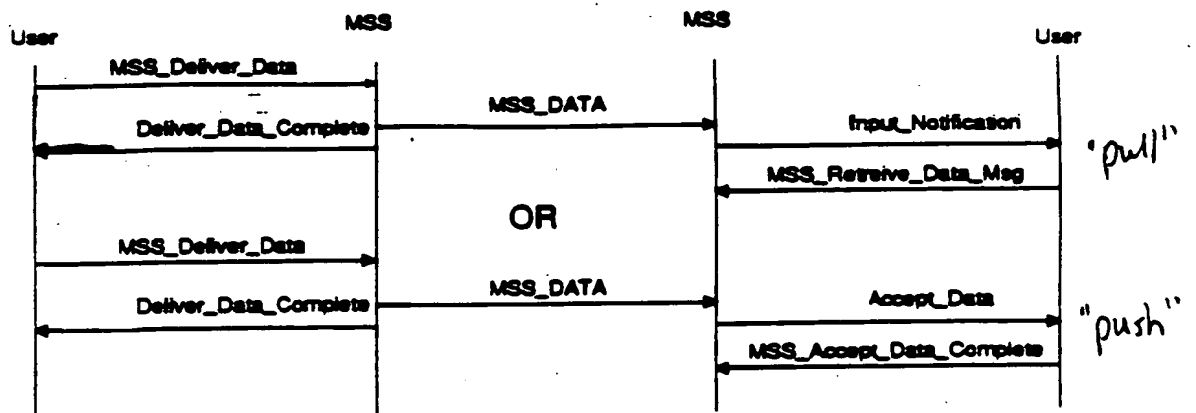 User MSS MSS User
MSS_Deliver_Data
MSS_DATA
Deliver_Data_Complete
Input_Notification
"pull"
MSS_Retreive_Data_Msg
OR
MSS_Deliver_Data
MSS_DATA
Deliver_Data_Complete
Accept_Data
"push"
MSS_Accept_Data_Complete